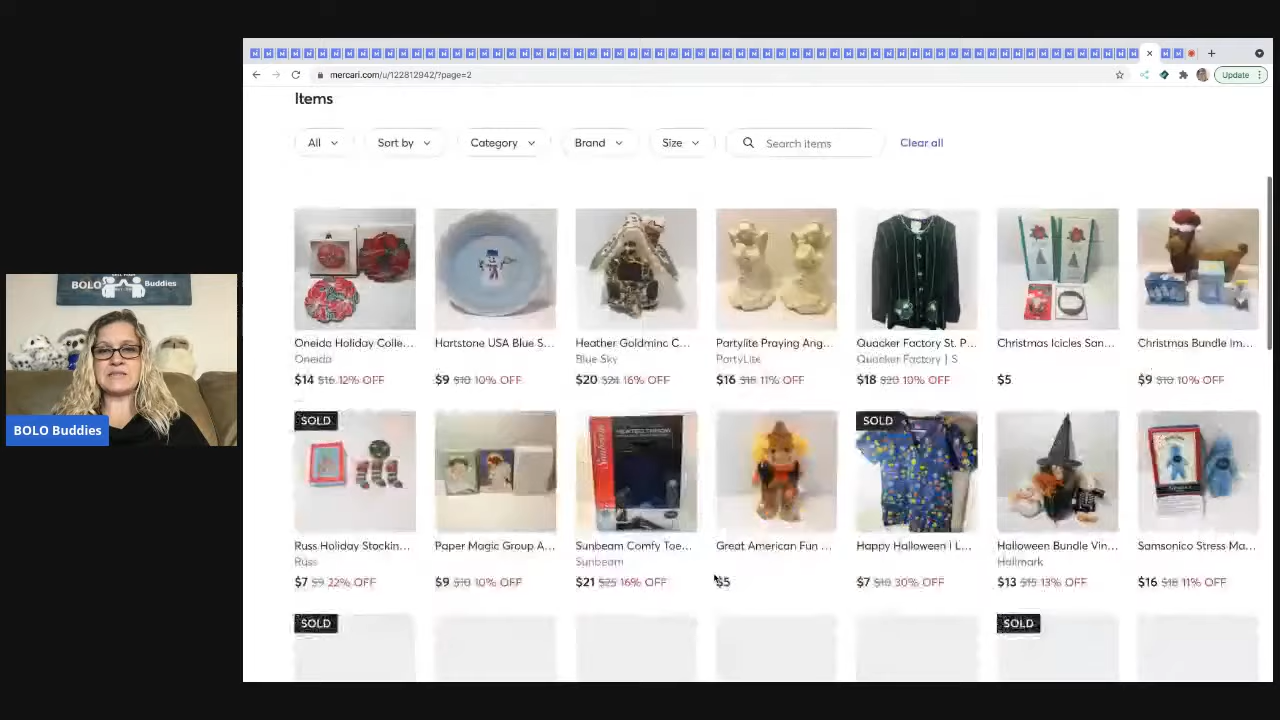 mercari.com/u/122812942/?page=2
Update
Items
All
Sort by
Category
Brand
Size
Search items
Clear all
Oneida Holiday Colle...
Hartstone USA Blue S...
Heather Goldminc C...
Partylite Praying Ang...
Quacker Factory St. P...
Christmas Icicles San...
Christmas Bundle Im...
Oneida
Blue Sky
PartyLite
Quacker Factory | S
$14 $16 12% OFF
$9 $10 10% OFF
$20 $24 16% OFF
$16 $18 11% OFF
$18 $20 10% OFF
$5
$9 $10 10% OFF
BOLO Buddies
BOLO Buddies
SOLD
SOLD
Sunbeam
Russ Holiday Stockin...
Paper Magic Group A...
Sunbeam Comfy Toe...
Great American Fun ...
Happy Halloween I L...
Halloween Bundle Vin...
Samsonico Stress Ma...
Russ
Sunbeam
Hallmark
$7 $9 22% OFF
$9 $10 10% OFF
$21 $25 16% OFF
$5
$7 $10 30% OFF
$13 $15 13% OFF
$16 $18 11% OFF
SOLD
SOLD